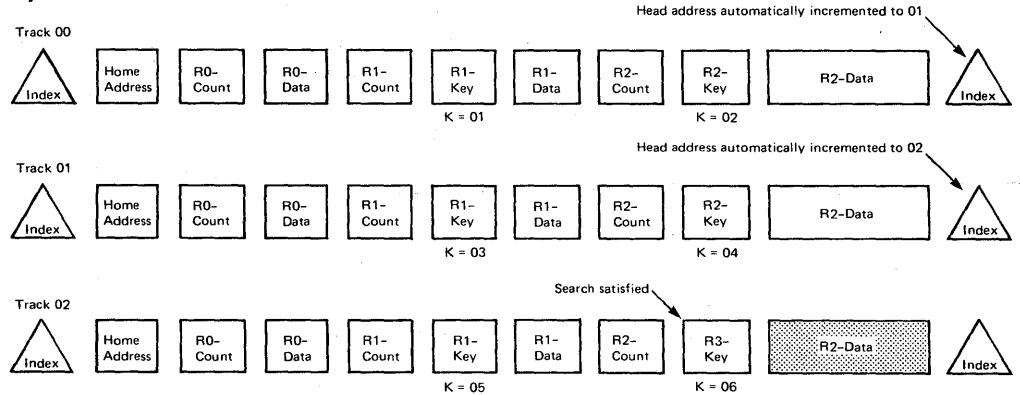 Head address automatically incremented to 01
Track 00
Index
Home
Address
R0-
Count
R0-
Data
R1-
Count
R1-
Key
R1-
Data
R2-
Count
R2-
Key
R2-Data
Index
K = 01
K = 02
Head address automatically incremented to 02
Track 01
Index
Home
Address
R0-
Count
R0-
Data
R1-
Count
R1-
Key
R1-
Data
R2-
Count
R2-
Key
R2-Data
Index
K = 03
K = 04
Search satisfied
Track 02
Index
Home
Address
R0-
Count
R0-
Data
R1-
Count
R1-
Key
R1-
Data
R2-
Count
R3-
Key
R2-Data
Index
K = 05
K = 06